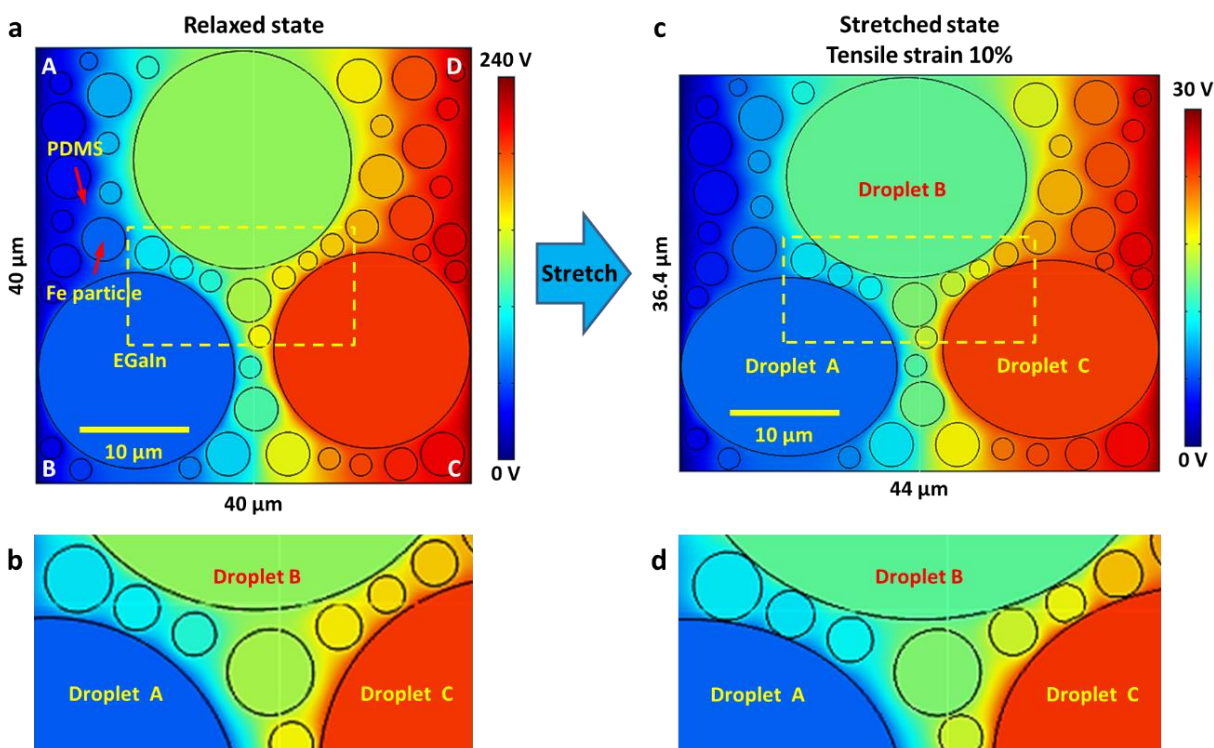 a
Relaxed state
A
D
PDMS
Fe particle
EGaIn
10 µm
B
C
40 µm
40 µm
240 V
0 V
Stretch
c
Stretched state
Tensile strain 10%
Droplet B
Droplet A
Droplet C
10 µm
36.4 µm
44 µm
30 V
0 V
b
Droplet B
Droplet A
Droplet C
d
Droplet B
Droplet A
Droplet C